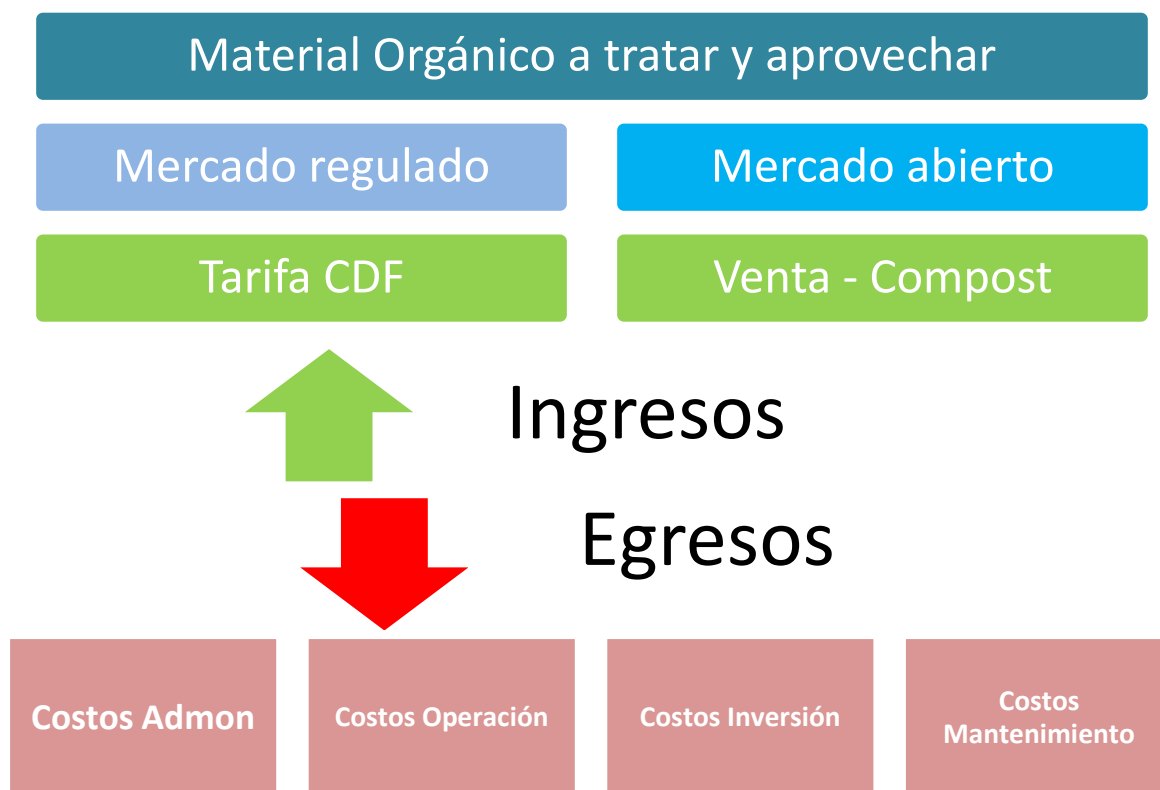 Material Orgánico a tratar y aprovechar
Mercado regulado
Mercado abierto
Tarifa CDF
Venta - Compost
Ingresos
Egresos
Costos Admon
Costos Operación
Costos Inversión
Costos
Mantenimiento